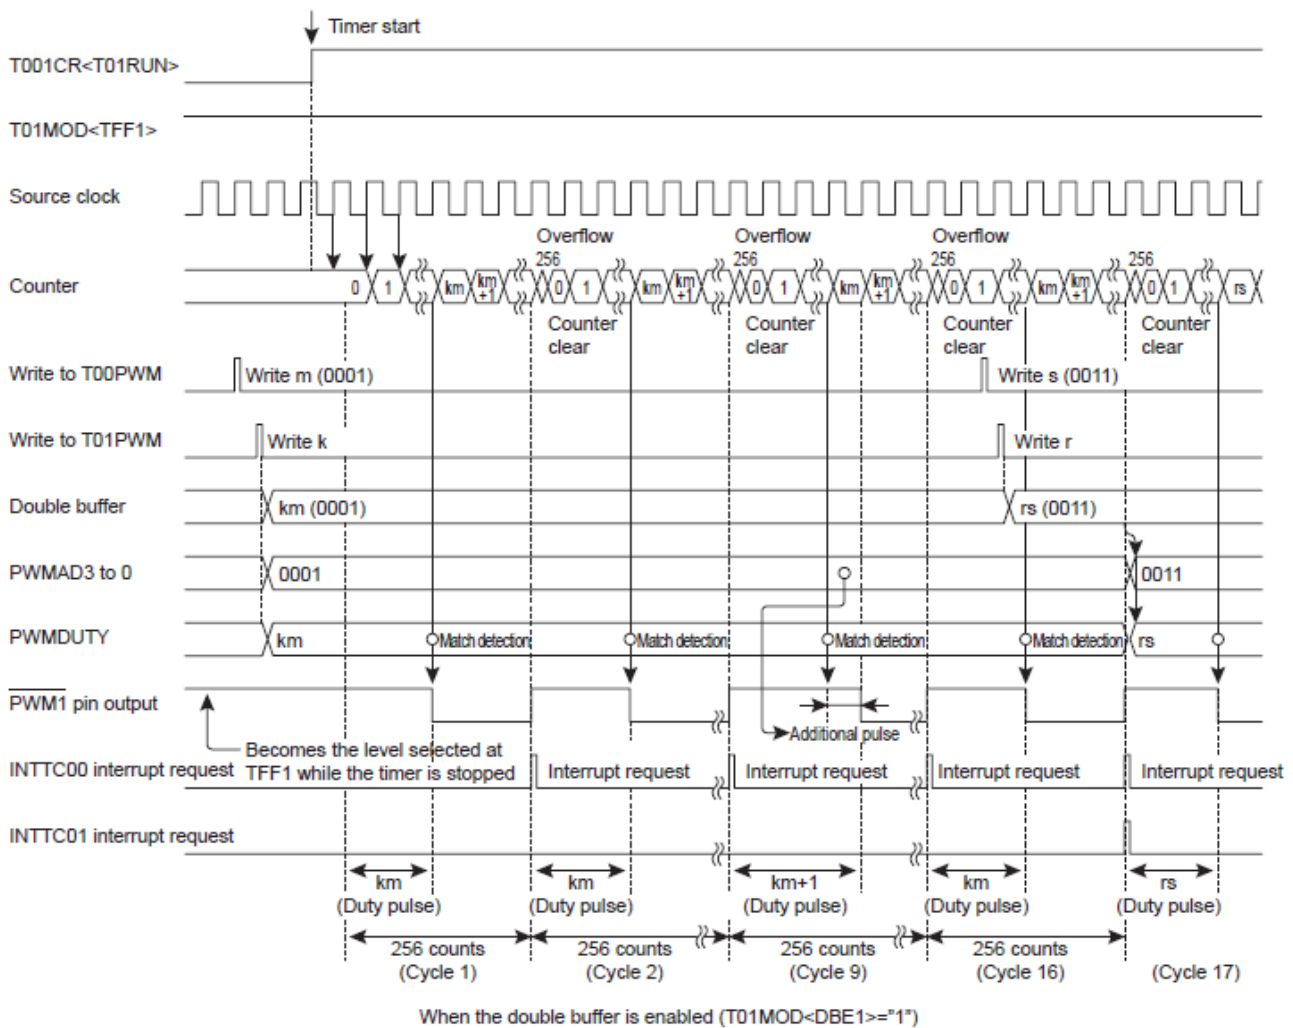 Timer start
T001CR<T01RUN>
T01MOD<TFF1>
Source clock
Overflow Overflow Overflow
256 256 256 256
Counter 0 1 km km+1 0 1 km km+1 0 1 km km+1 0 1 km km+1 0 1 rs
Counter clear Counter clear Counter clear Counter clear
Write to T00PWM Write m (0001) Write s (0011)
Write to T01PWM Write k Write r
Double buffer km (0001) rs (0011)
PWMAD3 to 0 0001 0011
PWMDUTY km Match detection Match detection Match detection Match detection rs
PWM1 pin output
Additional pulse
Becomes the level selected at
TFF1 while the timer is stopped
INTTC00 interrupt request Interrupt request Interrupt request Interrupt request Interrupt request
INTTC01 interrupt request
km km km+1 km rs
(Duty pulse) (Duty pulse) (Duty pulse) (Duty pulse) (Duty pulse)
256 counts 256 counts 256 counts 256 counts
(Cycle 1) (Cycle 2) (Cycle 9) (Cycle 16) (Cycle 17)
When the double buffer is enabled (T01MOD<DBE1>="1")